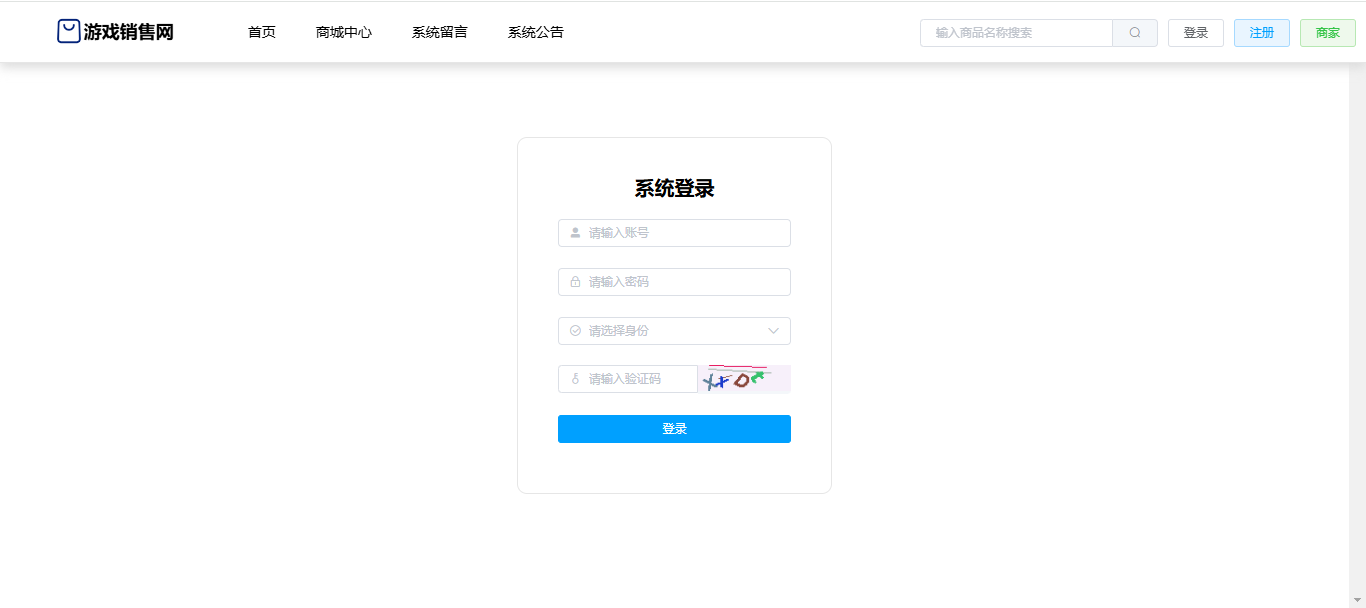 游戏销售网 首页 商城中心 系统留言 系统公告 输入商品名称搜索 登录 注册 商家
系统登录
请输入账号
请输入密码
请选择身份
请输入验证码
登录